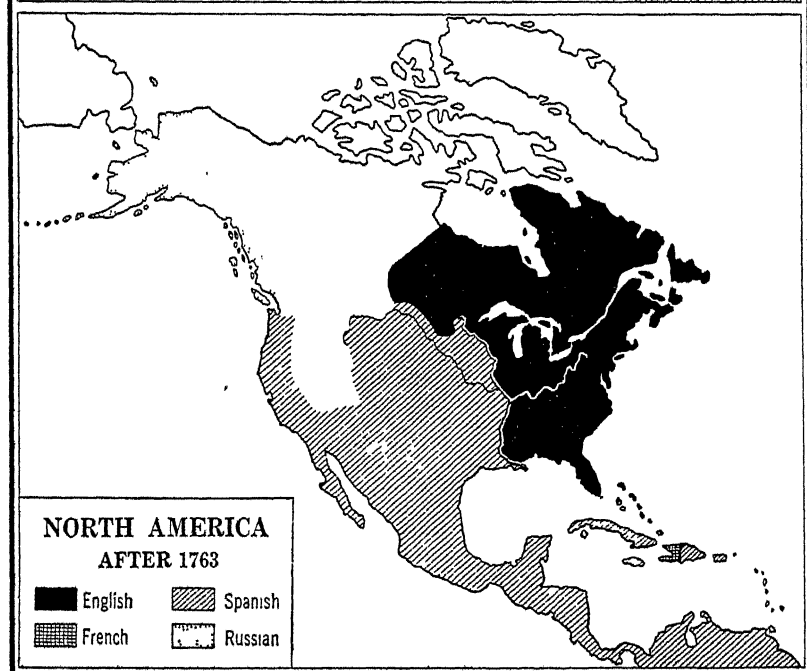 NORTH AMERICA
AFTER 1763
English
Spanish
French
Russian